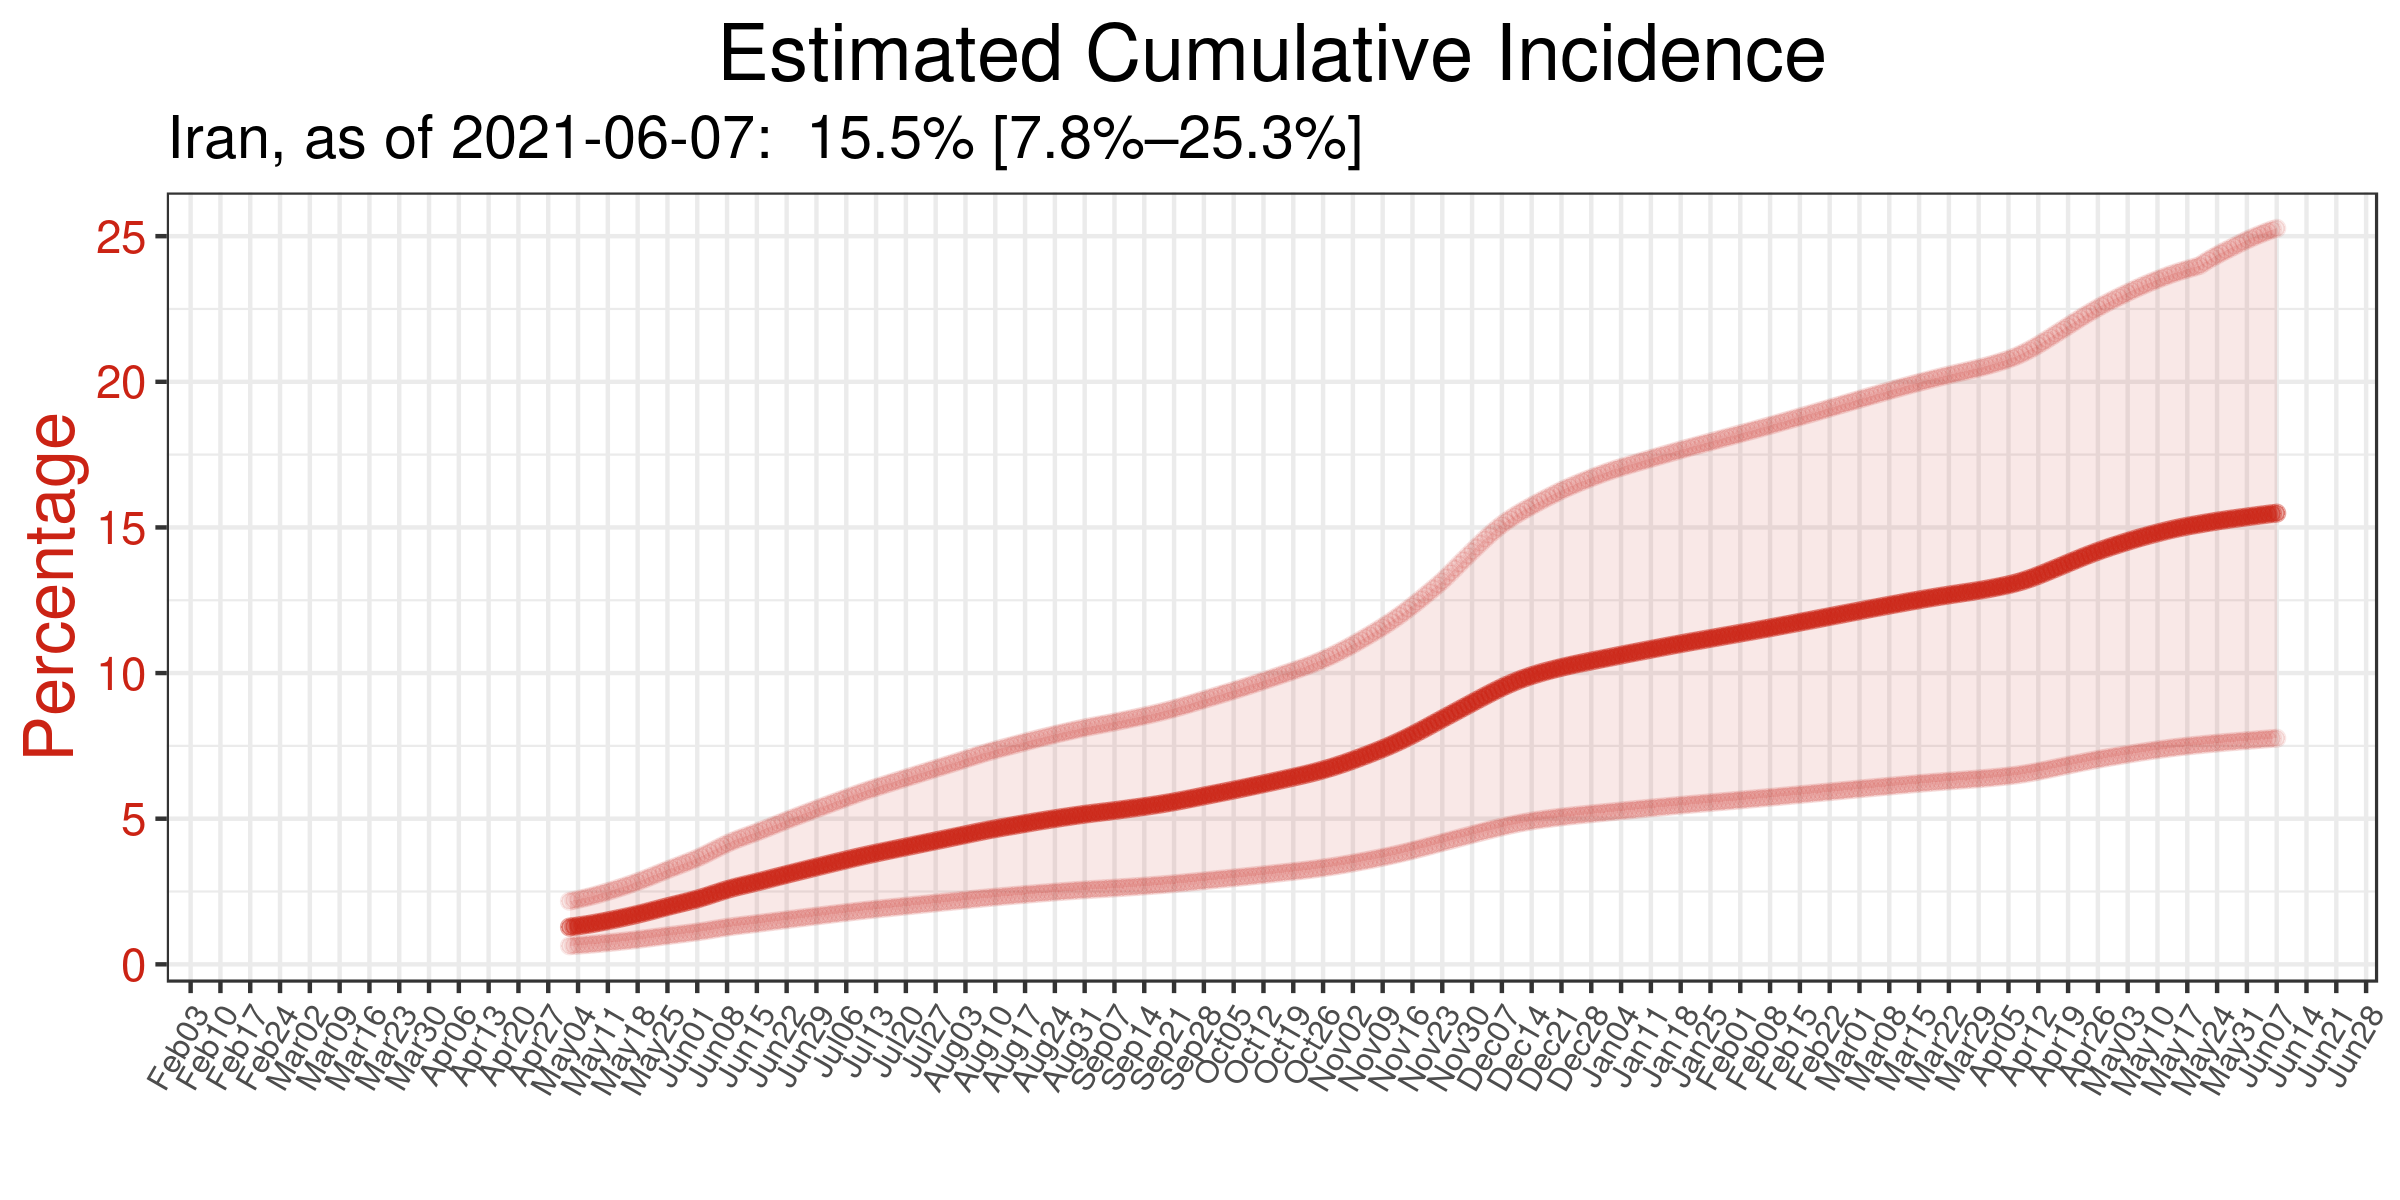 Estimated Cumulative Incidence
Iran, as of 2021-06-07:  15.5% [7.8%–25.3%]
Percentage
25
20
15
10
5
0
Feb03
Feb10
Feb17
Feb24
Mar02
Mar09
Mar16
Mar23
Mar30
Apr06
Apr13
Apr20
Apr27
May04
May11
May18
May25
Jun01
Jun08
Jun15
Jun22
Jun29
Jul06
Jul13
Jul20
Jul27
Aug03
Aug10
Aug17
Aug24
Aug31
Sep07
Sep14
Sep21
Sep28
Oct05
Oct12
Oct19
Oct26
Nov02
Nov09
Nov16
Nov23
Nov30
Dec07
Dec14
Dec21
Dec28
Jan04
Jan11
Jan18
Jan25
Feb01
Feb08
Feb15
Feb22
Mar01
Mar08
Mar15
Mar22
Mar29
Apr05
Apr12
Apr19
Apr26
May03
May10
May17
May24
May31
Jun07
Jun14
Jun21
Jun28